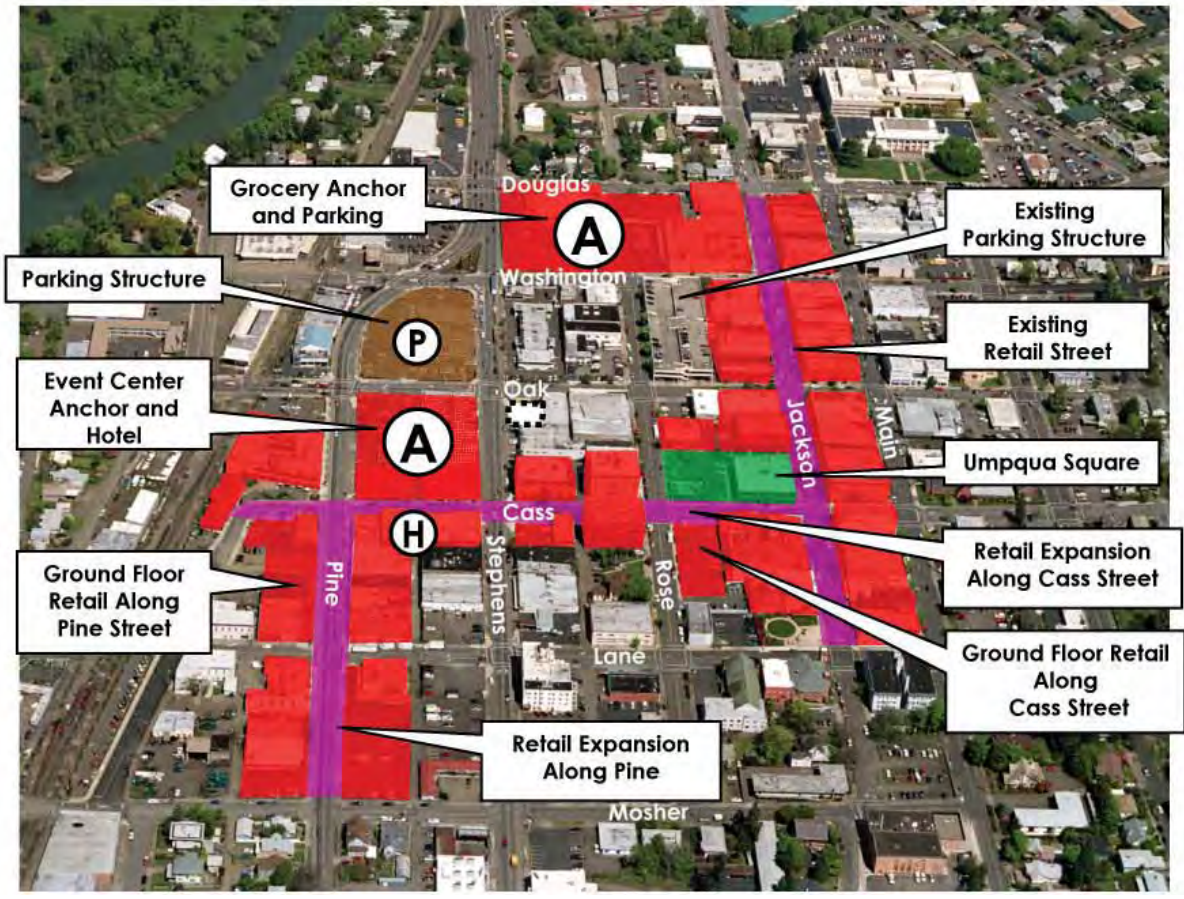 Douglas
Grocery Anchor
and Parking
A
Existing
Parking Structure
Washington
Parking Structure
P
Existing
Retail Street
Event Center
Anchor and
Hotel
A
Oak
Jackson
Main
Umpqua Square
Cass
H
Ground Floor
Retail Along
Pine Street
Pine
Stephens
Rose
Retail Expansion
Along Cass Street
Lane
Ground Floor Retail
Along
Cass Street
Retail Expansion
Along Pine
Mosher